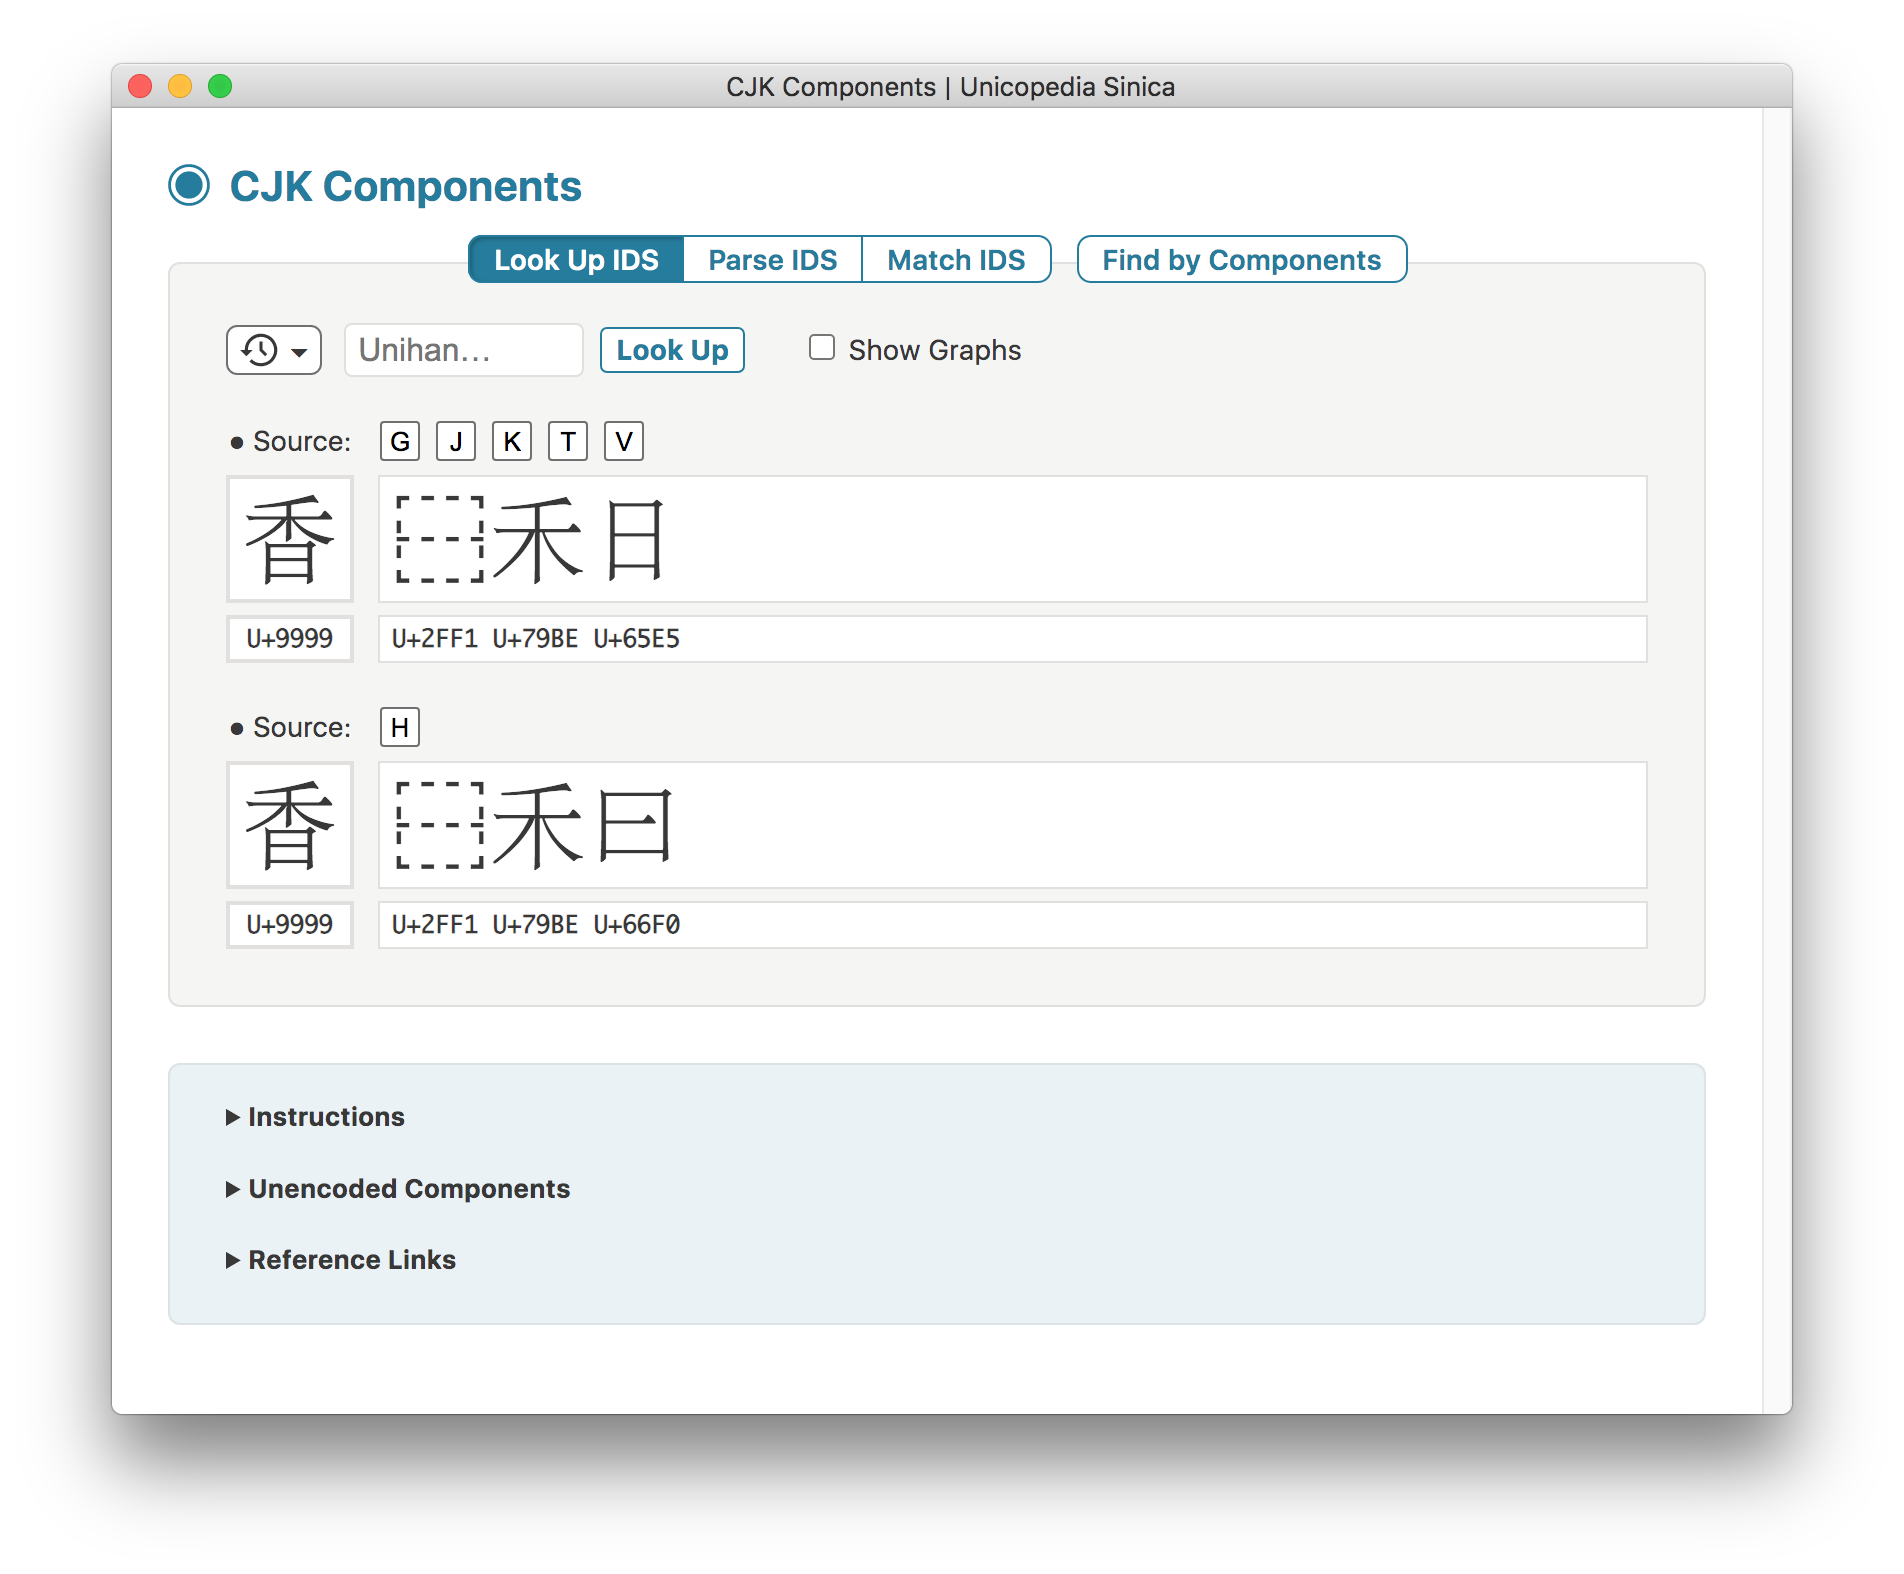 CJK Components | Unicopedia Sinica
CJK Components
Look Up IDS Parse IDS Match IDS Find by Components
Unihan… Look Up Show Graphs
● Source: G J K T V
香 ⿱禾日
U+9999 U+2FF1 U+79BE U+65E5
● Source: H
香 ⿱禾曰
U+9999 U+2FF1 U+79BE U+66F0
▶ Instructions
▶ Unencoded Components
▶ Reference Links